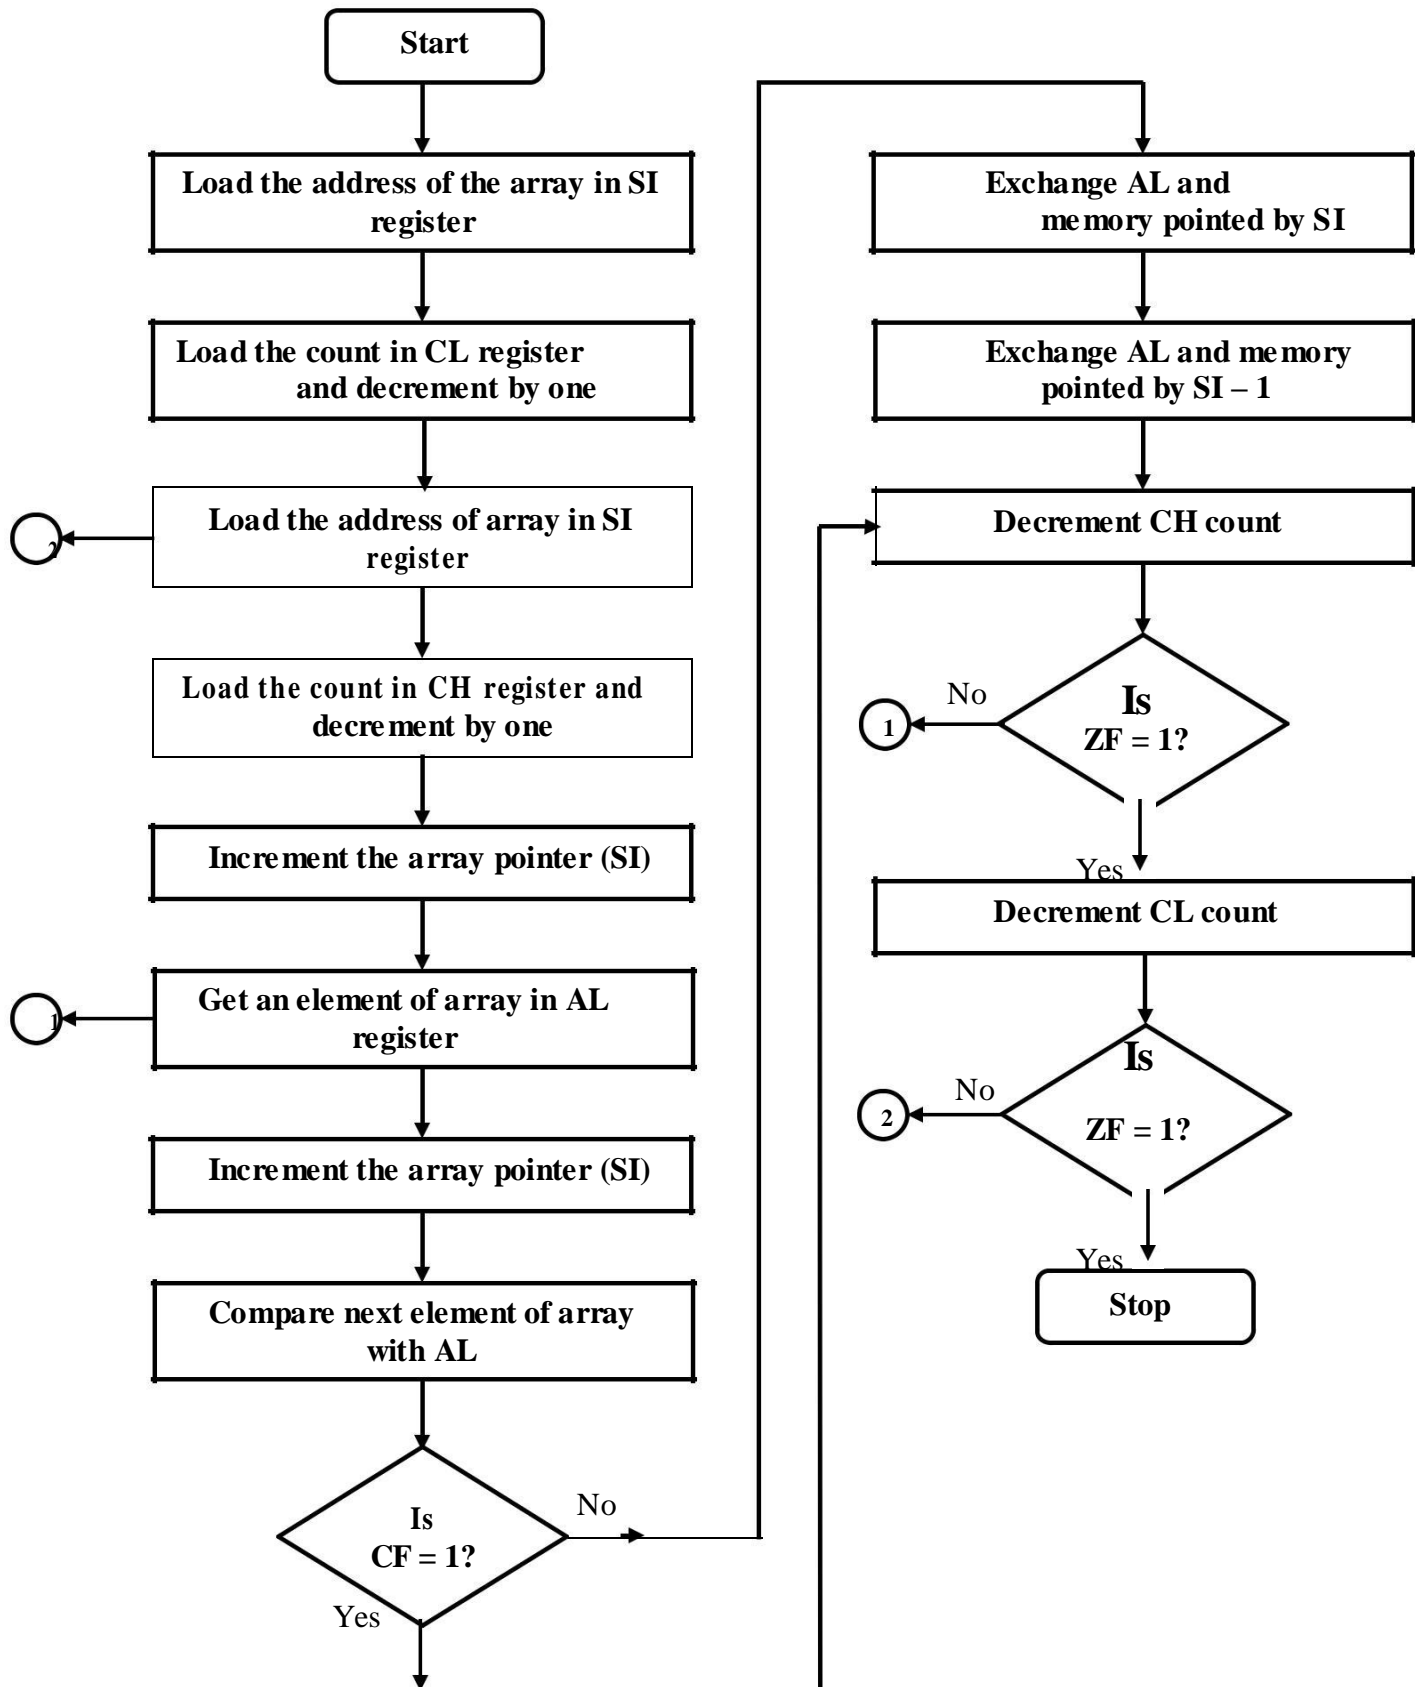 Start
Load the address of the array in SI
register
Load the count in CL register
and decrement by one
Load the address of array in SI
register
2
Load the count in CH register and
decrement by one
Increment the array pointer (SI)
Get an element of array in AL
register
1
Increment the array pointer (SI)
Compare next element of array
with AL
Is
CF = 1?
No
Yes
Exchange AL and
memory pointed by SI
Exchange AL and memory
pointed by SI – 1
Decrement CH count
Is
ZF = 1?
No
1
Yes
Decrement CL count
Is
ZF = 1?
No
2
Yes
Stop